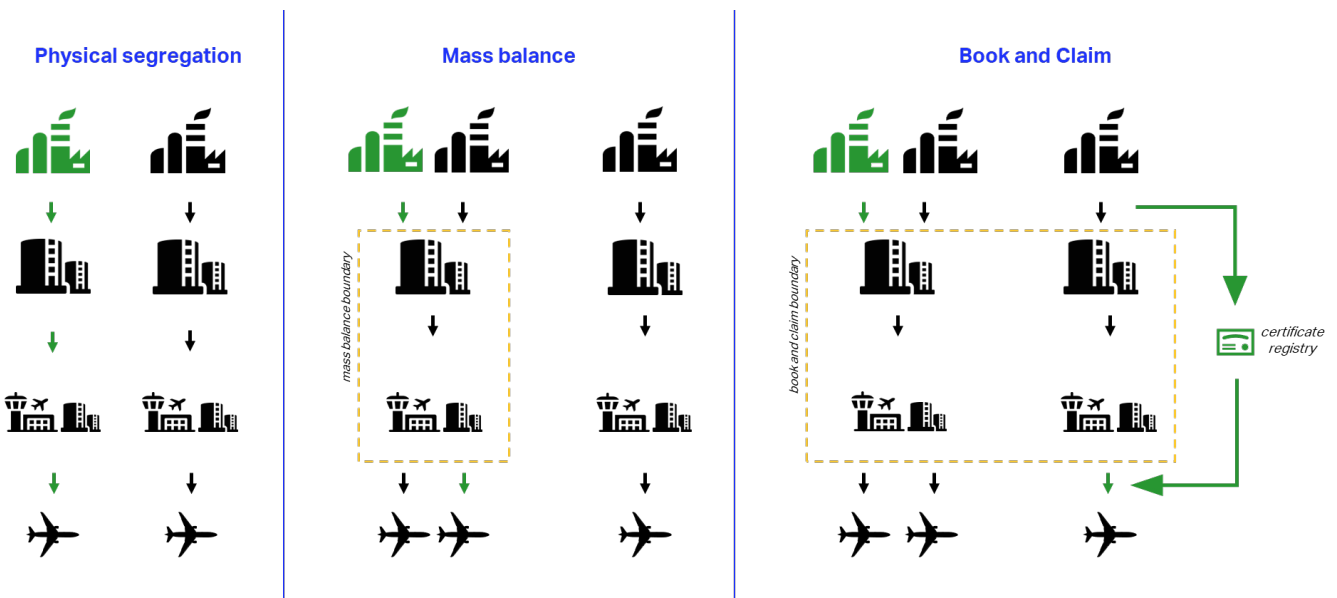 Physical segregation
Mass balance
Book and Claim
mass balance boundary
book and claim boundary
certificate
registry